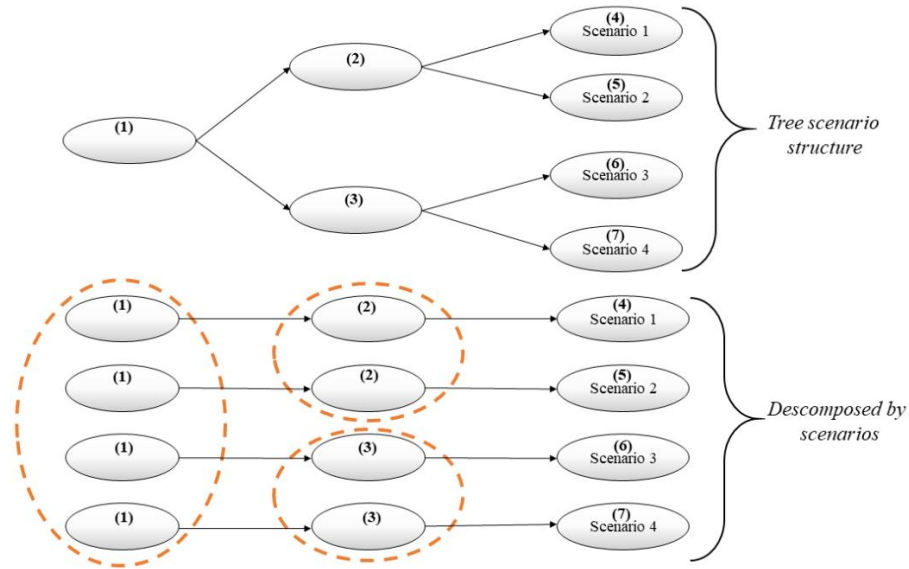 (4)
Scenario 1
(2)
(5)
Scenario 2
(1)
Tree scenario
structure
(6)
Scenario 3
(3)
(7)
Scenario 4
(1)
(2)
(4)
Scenario 1
(1)
(2)
(5)
Scenario 2
Descomposed by
scenarios
(1)
(3)
(6)
Scenario 3
(1)
(3)
(7)
Scenario 4